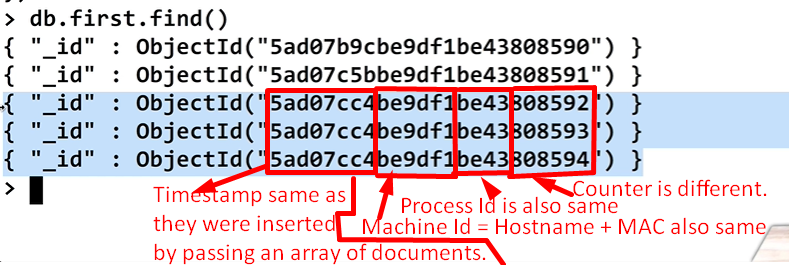 > db.first.find()
{ "_id" : ObjectId("5ad07b9cbe9df1be43808590") }
{ "_id" : ObjectId("5ad07c5bbe9df1be43808591") }
{ "_id" : ObjectId("5ad07cc4be9df1be43808592") }
{ "_id" : ObjectId("5ad07cc4be9df1be43808593") }
{ "_id" : ObjectId("5ad07cc4be9df1be43808594") }
>
Timestamp same as
they were inserted
by passing an array of documents.
Counter is different.
Process Id is also same
Machine Id = Hostname + MAC also same